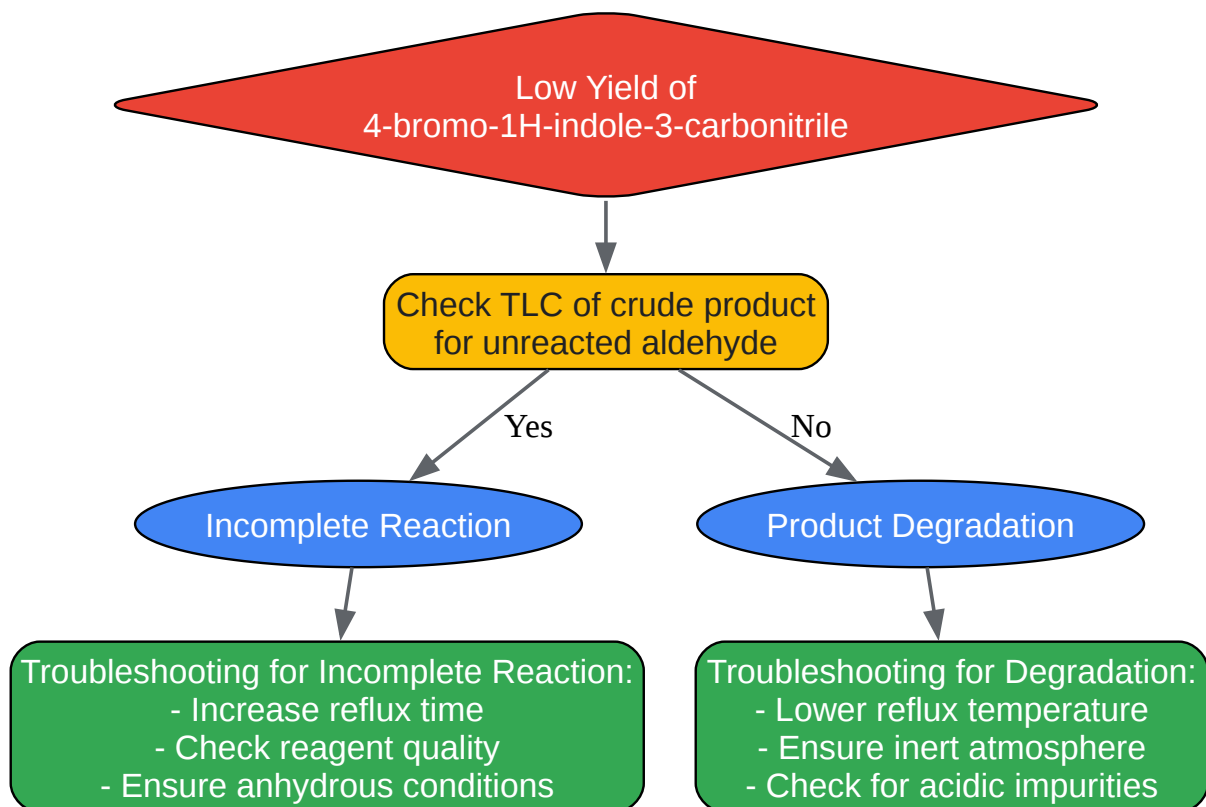 Low Yield of
4-bromo-1H-indole-3-carbonitrile
Check TLC of crude product
for unreacted aldehyde
Yes
No
Incomplete Reaction
Product Degradation
Troubleshooting for Incomplete Reaction:
- Increase reflux time
- Check reagent quality
- Ensure anhydrous conditions
Troubleshooting for Degradation:
- Lower reflux temperature
- Ensure inert atmosphere
- Check for acidic impurities